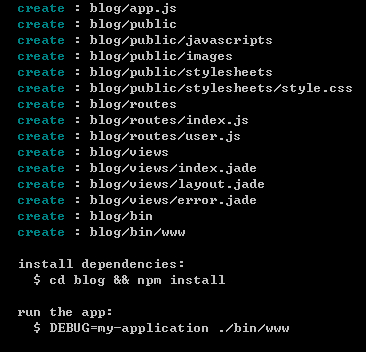 create : blog/app.js
create : blog/public
create : blog/public/javascripts
create : blog/public/images
create : blog/public/stylesheets
create : blog/public/stylesheets/style.css
create : blog/routes
create : blog/routes/index.js
create : blog/routes/user.js
create : blog/views
create : blog/views/index.jade
create : blog/views/layout.jade
create : blog/views/error.jade
create : blog/bin
create : blog/bin/www
install dependencies:
$ cd blog && npm install
run the app:
$ DEBUG=my-application ./bin/www